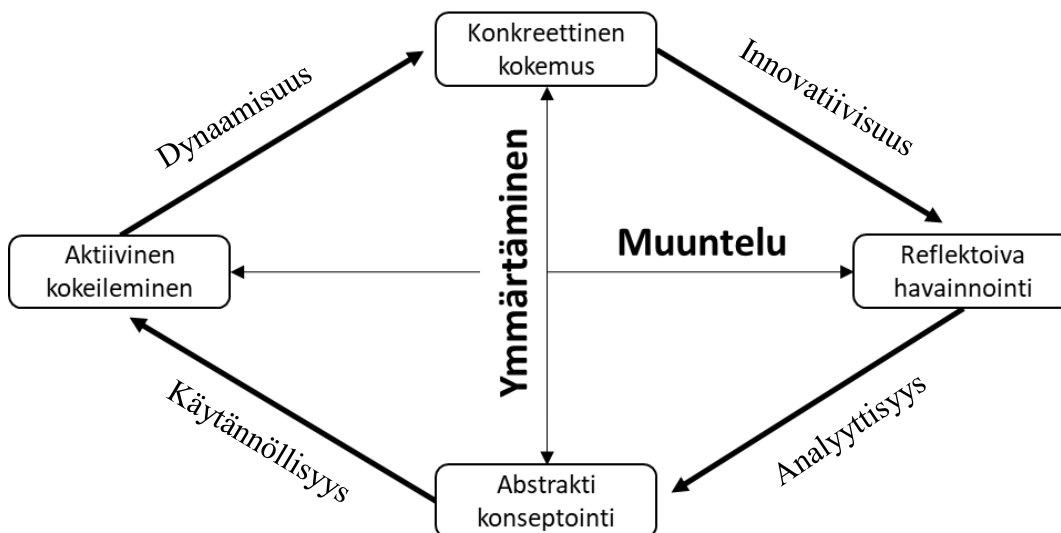 Konkreettinen
kokemus
Dynaamisuus
Innovatiivisuus
Ymmärtäminen
Muuntelu
Aktiivinen
kokeileminen
Reflektoiva
havainnointi
Käytännöllisyys
Analyyttisyys
Abstrakti
konseptointi